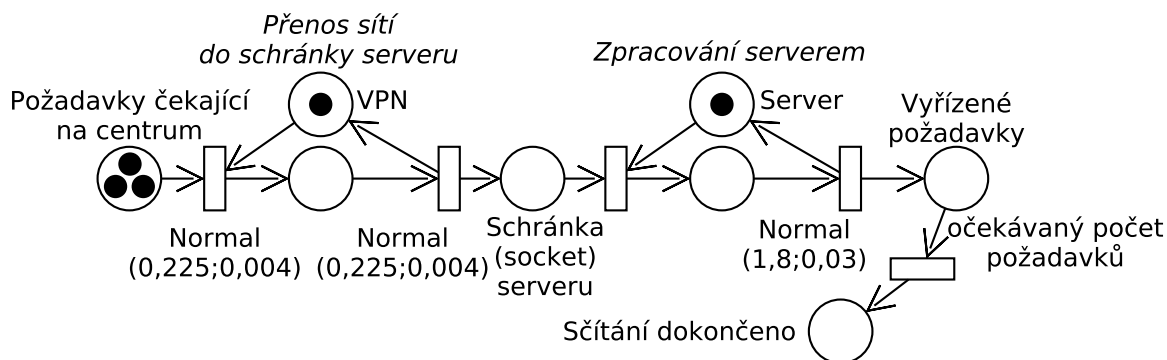 Přenos sítí
do schránky serveru
Zpracování serverem
Požadavky čekající
na centrum
VPN
Server
Vyřízené
požadavky
Normal
(0,225;0,004)
Normal
(0,225;0,004)
Schránka
(socket)
serveru
Normal
(1,8;0,03)
očekávaný počet
požadavků
Sčítání dokončeno